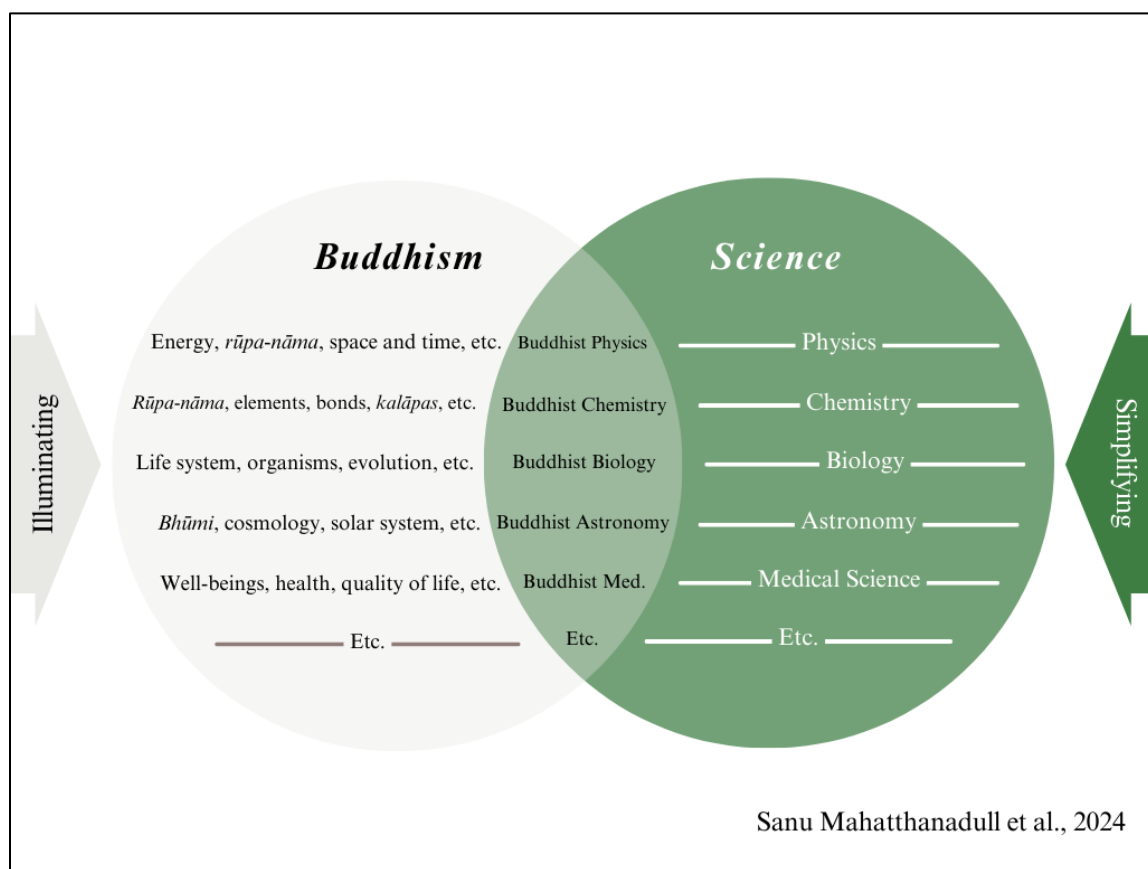 Buddhism
Science
Energy, rūpa-nāma, space and time, etc. Buddhist Physics Physics
Rūpa-nāma, elements, bonds, kalāpas, etc. Buddhist Chemistry Chemistry
Life system, organisms, evolution, etc. Buddhist Biology Biology
Bhūmi, cosmology, solar system, etc. Buddhist Astronomy Astronomy
Well-beings, health, quality of life, etc. Buddhist Med. Medical Science
Etc. Etc. Etc.
Illuminating
Simplifying
Sanu Mahatthanadull et al., 2024